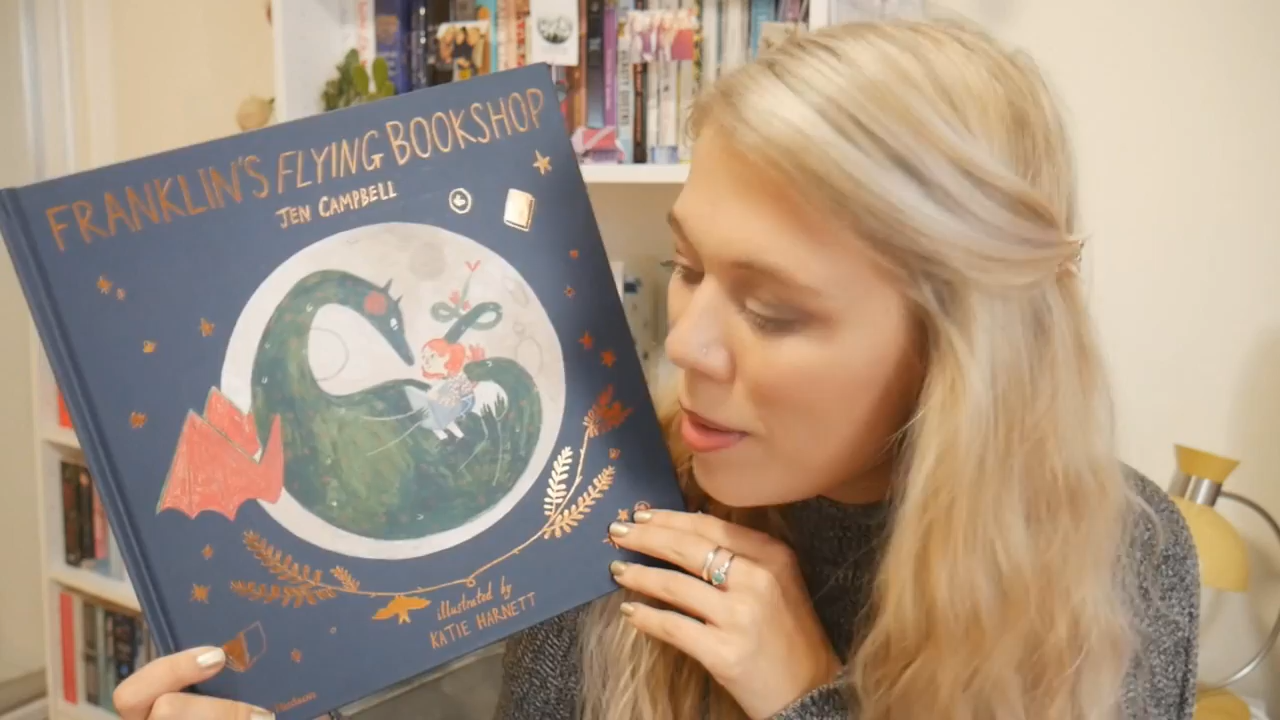 FRANKLIN'S FLYING BOOKSHOP
JEN CAMPBELL
illustrated by
KATIE HARNETT